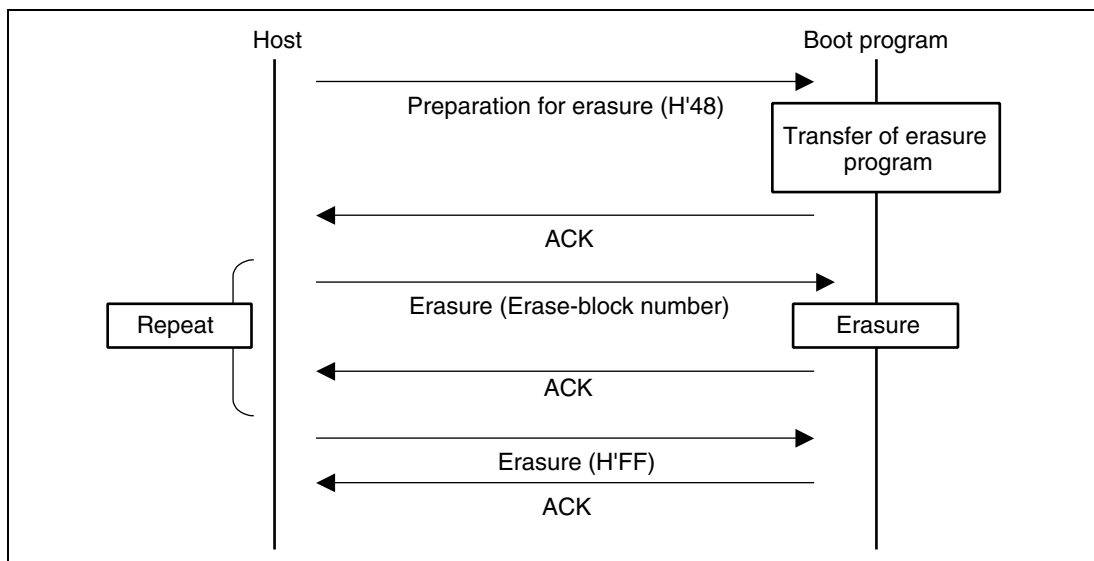 Host
Boot program
Preparation for erasure (H'48)
Transfer of erasure
program
ACK
Erasure (Erase-block number)
Repeat
Erasure
ACK
Erasure (H'FF)
ACK